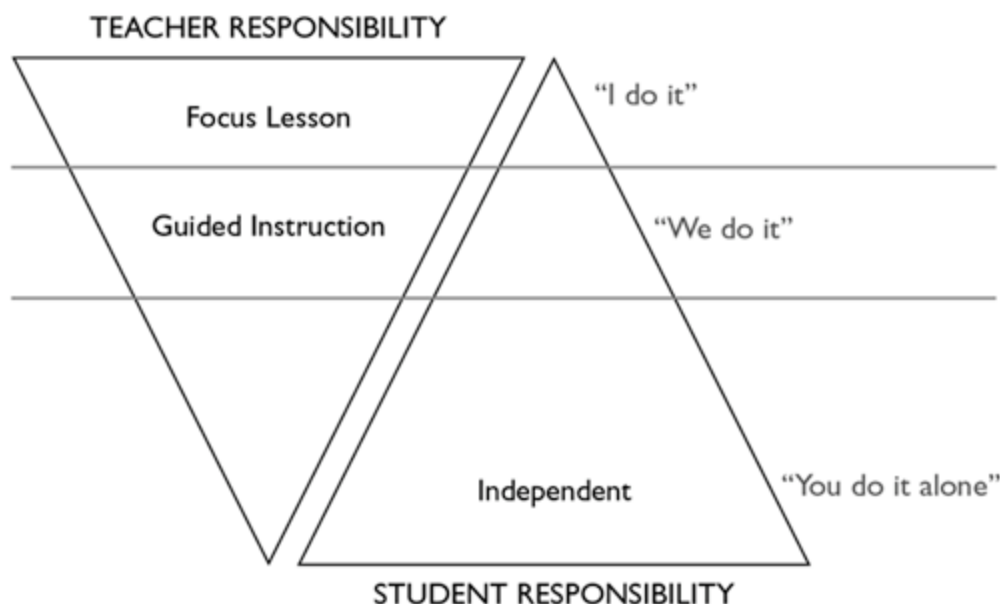 TEACHER RESPONSIBILITY
Focus Lesson
“I do it”
Guided Instruction
“We do it”
Independent
“You do it alone”
STUDENT RESPONSIBILITY